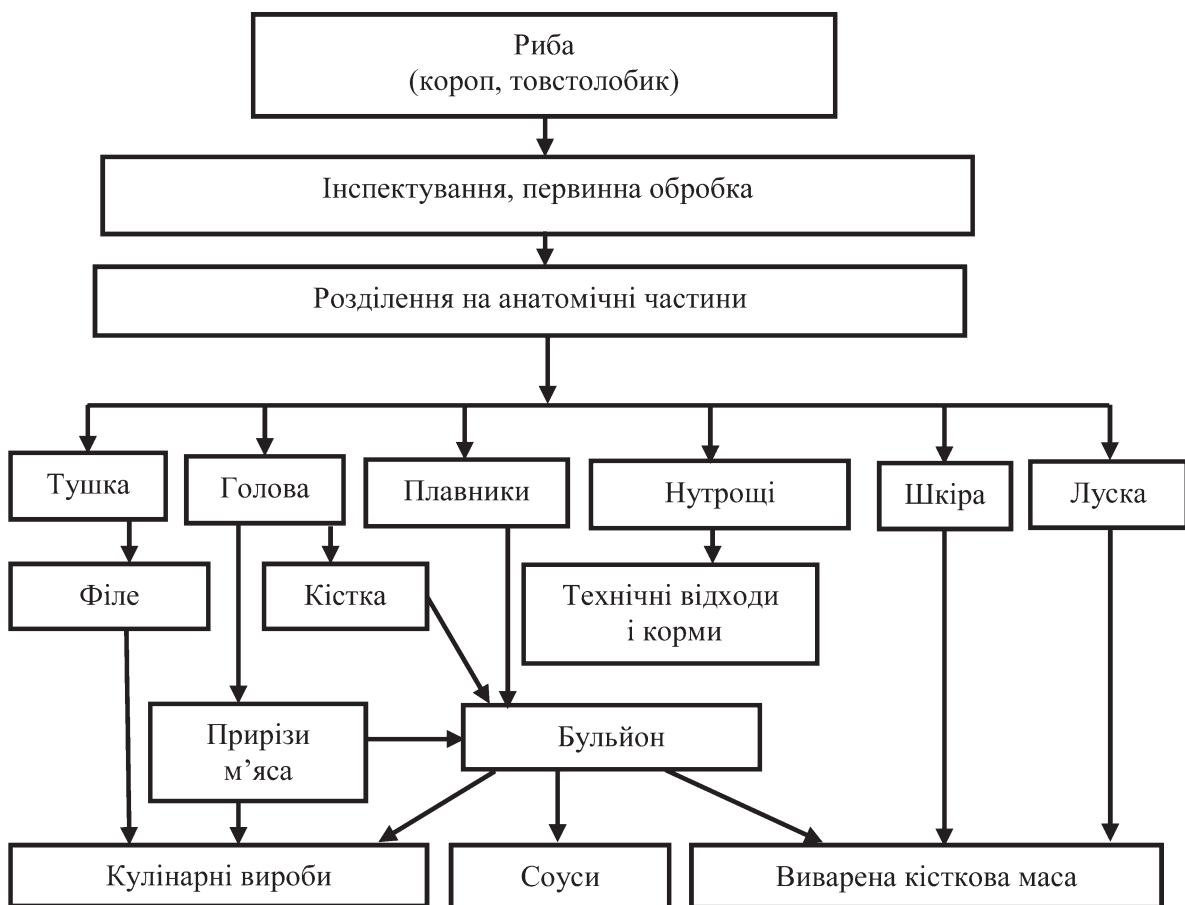 Риба
(короп, товстолобик)
Інспектування, первинна обробка
Розділення на анатомічні частини
Тушка
Голова
Плавники
Нутрощі
Шкіра
Луска
Філе
Кістка
Технічні відходи
і корми
Прирізи
м’яса
Бульйон
Кулінарні вироби
Соуси
Виварена кісткова маса